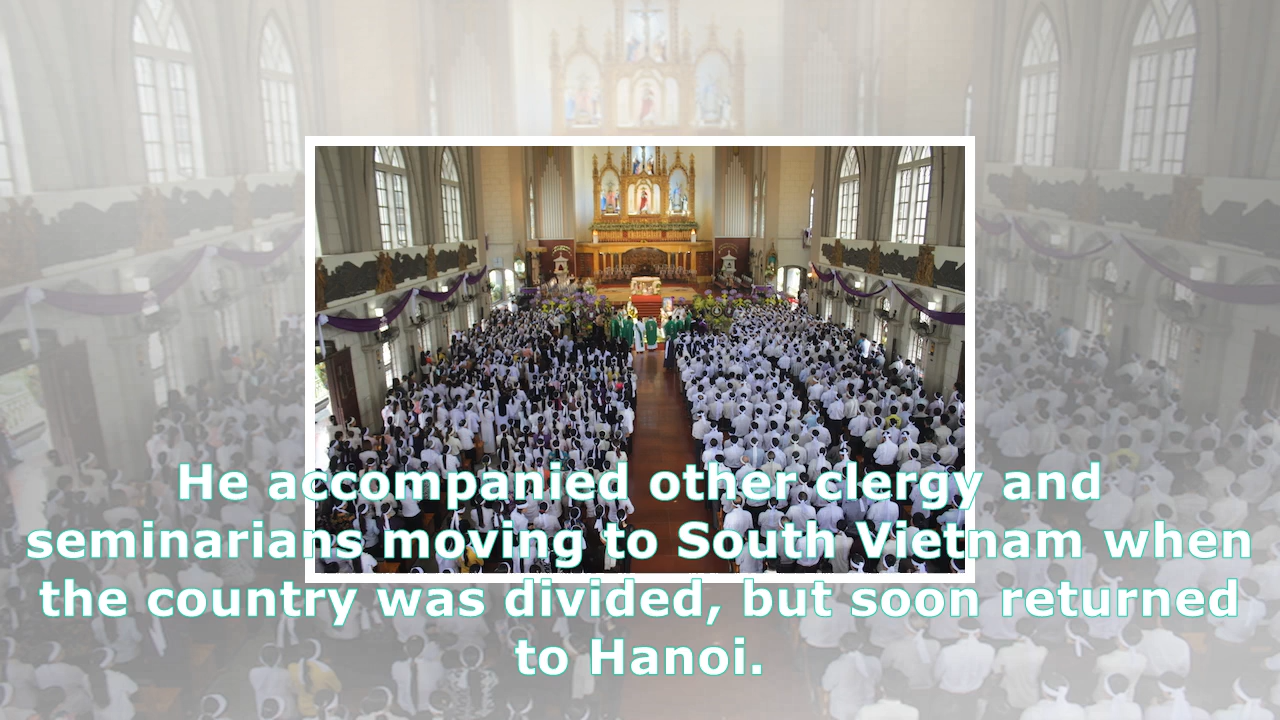 He accompanied other clergy and
seminarians moving to South Vietnam when
the country was divided, but soon returned
to Hanoi.